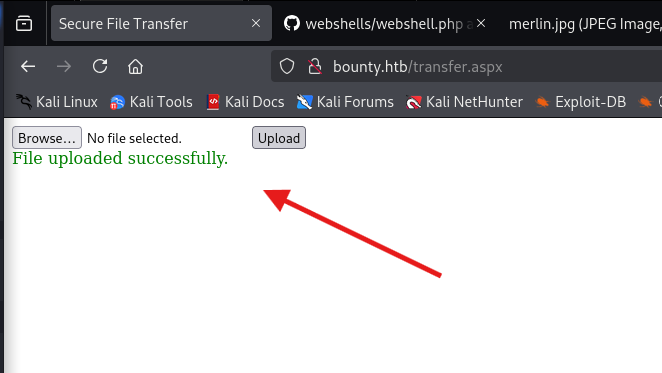 Secure File Transfer
webshells/webshell.php a
merlin.jpg (JPEG Image,
bounty.htb/transfer.aspx
Kali Linux
Kali Tools
Kali Docs
Kali Forums
Kali NetHunter
Exploit-DB
Browse...
No file selected.
Upload
File uploaded successfully.